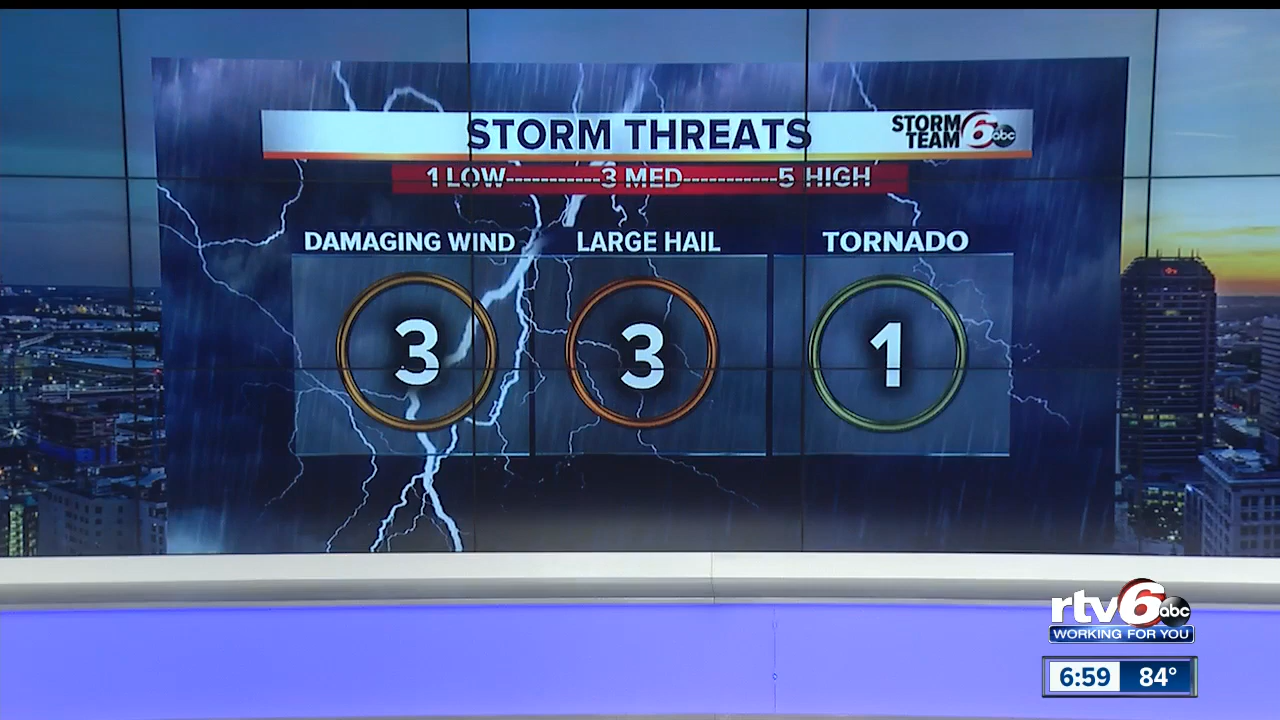 STORM THREATS
STORM TEAM 6 abc
1 LOW-----------3 MED-----------5 HIGH
DAMAGING WIND
LARGE HAIL
TORNADO
3
3
1
rtv6 abc
WORKING FOR YOU
6:59
84°